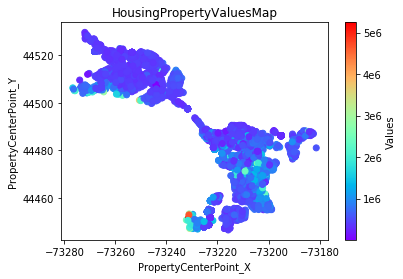 HousingPropertyValuesMap
5e6
4e6
3e6
2e6
1e6
Values
44520
44500
44480
44460
PropertyCenterPoint_Y
−73280
−73260
−73240
−73220
−73200
−73180
PropertyCenterPoint_X